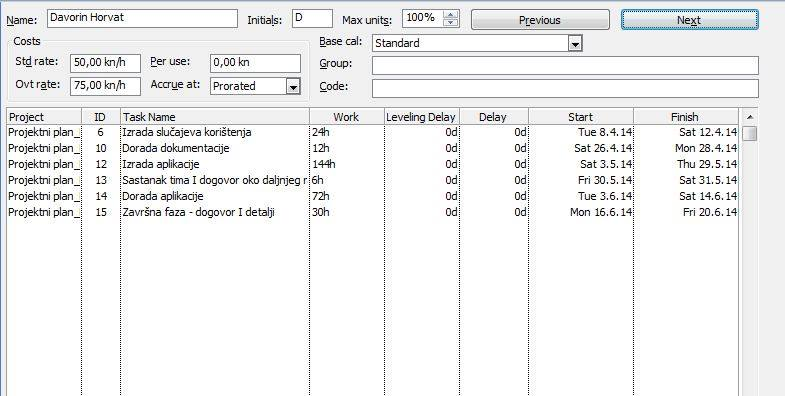 Name: Davorin Horvat Initials: D Max units: 100% Previous Next
Costs Base cal: Standard
Std rate: 50,00 kn/h Per use: 0,00 kn Group:
Ovt rate: 75,00 kn/h Accrue at: Prorated Code:
Project ID Task Name Work Leveling Delay Delay Start Finish
Projektni plan_ 6 Izrada slučajeva korištenja 24h 0d 0d Tue 8.4.14 Sat 12.4.14
Projektni plan_ 10 Dorada dokumentacije 12h 0d 0d Sat 26.4.14 Mon 28.4.14
Projektni plan_ 12 Izrada aplikacije 144h 0d 0d Sat 3.5.14 Thu 29.5.14
Projektni plan_ 13 Sastanak tima I dogovor oko daljnjeg r 6h 0d 0d Fri 30.5.14 Sat 31.5.14
Projektni plan_ 14 Dorada aplikacije 72h 0d 0d Tue 3.6.14 Sat 14.6.14
Projektni plan_ 15 Završna faza - dogovor I detalji 30h 0d 0d Mon 16.6.14 Fri 20.6.14